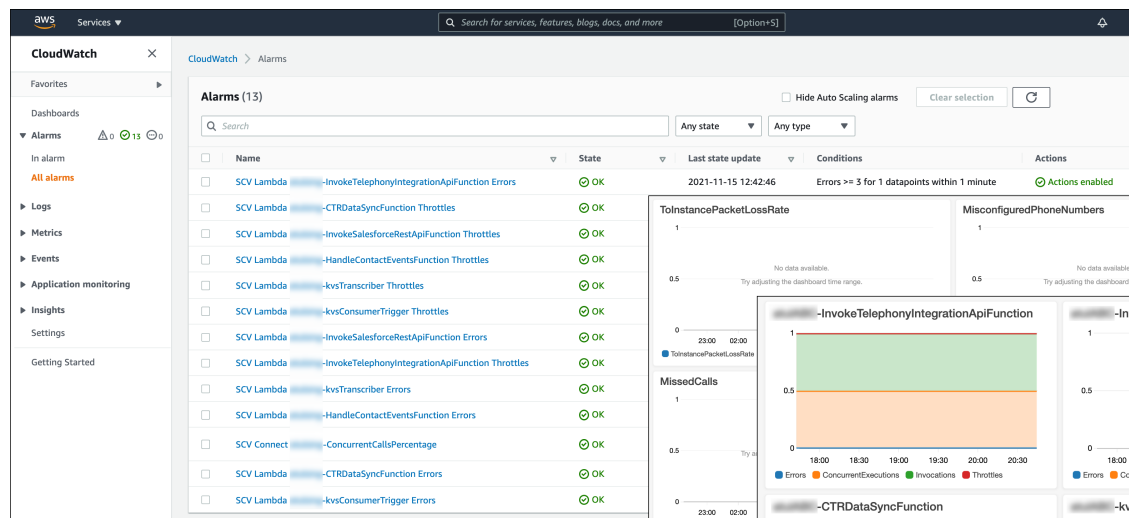 aws Services ▼ Search for services, features, blogs, docs, and more [Option+S]
CloudWatch
Favorites
Dashboards
Alarms 0 13 0
In alarm
All alarms
Logs
Metrics
Events
Application monitoring
Insights
Settings
Getting Started
CloudWatch > Alarms
Alarms (13) Hide Auto Scaling alarms Clear selection
Search Any state ▼ Any type ▼
Name State Last state update Conditions Actions
SCV Lambda -InvokeTelephonyIntegrationApiFunction Errors OK 2021-11-15 12:42:46 Errors >= 3 for 1 datapoints within 1 minute Actions enabled
SCV Lambda -CTRDataSyncFunction Throttles OK
SCV Lambda -InvokeSalesforceRestApiFunction Throttles OK
SCV Lambda -HandleContactEventsFunction Throttles OK
SCV Lambda -kvsTranscriber Throttles OK
SCV Lambda -kvsConsumerTrigger Throttles OK
SCV Lambda -InvokeSalesforceRestApiFunction Errors OK
SCV Lambda -InvokeTelephonyIntegrationApiFunction Throttles OK
SCV Lambda -kvsTranscriber Errors OK
SCV Lambda -HandleContactEventsFunction Errors OK
SCV Connect -ConcurrentCallsPercentage OK
SCV Lambda -CTRDataSyncFunction Errors OK
SCV Lambda -kvsConsumerTrigger Errors OK
ToInstancePacketLossRate
1
No data available.
0.5 Try adjusting the dashboard time range.
0
23:00 02:00
ToInstancePacketLossRate
MisconfiguredPhoneNumbers
1
No data available
0.5 Try adjusting the dashboard
MissedCalls
1
0.5 Try a
0
23:00 02:00
-InvokeTelephonyIntegrationApiFunction
1
0.5
0
18:00 18:30 19:00 19:30 20:00 20:30
Errors ConcurrentExecutions Invocations Throttles
-In
1
0.5
0
18:00
Errors Co
-CTRDataSyncFunction
-kv